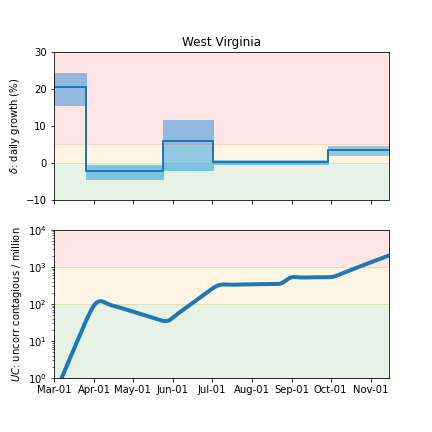 West Virginia
30
20
10
0
−10
δ: daily growth (%)
10⁴
10³
10²
10¹
10⁰
UC: uncorr contagious / million
Mar-01 Apr-01 May-01 Jun-01 Jul-01 Aug-01 Sep-01 Oct-01 Nov-01